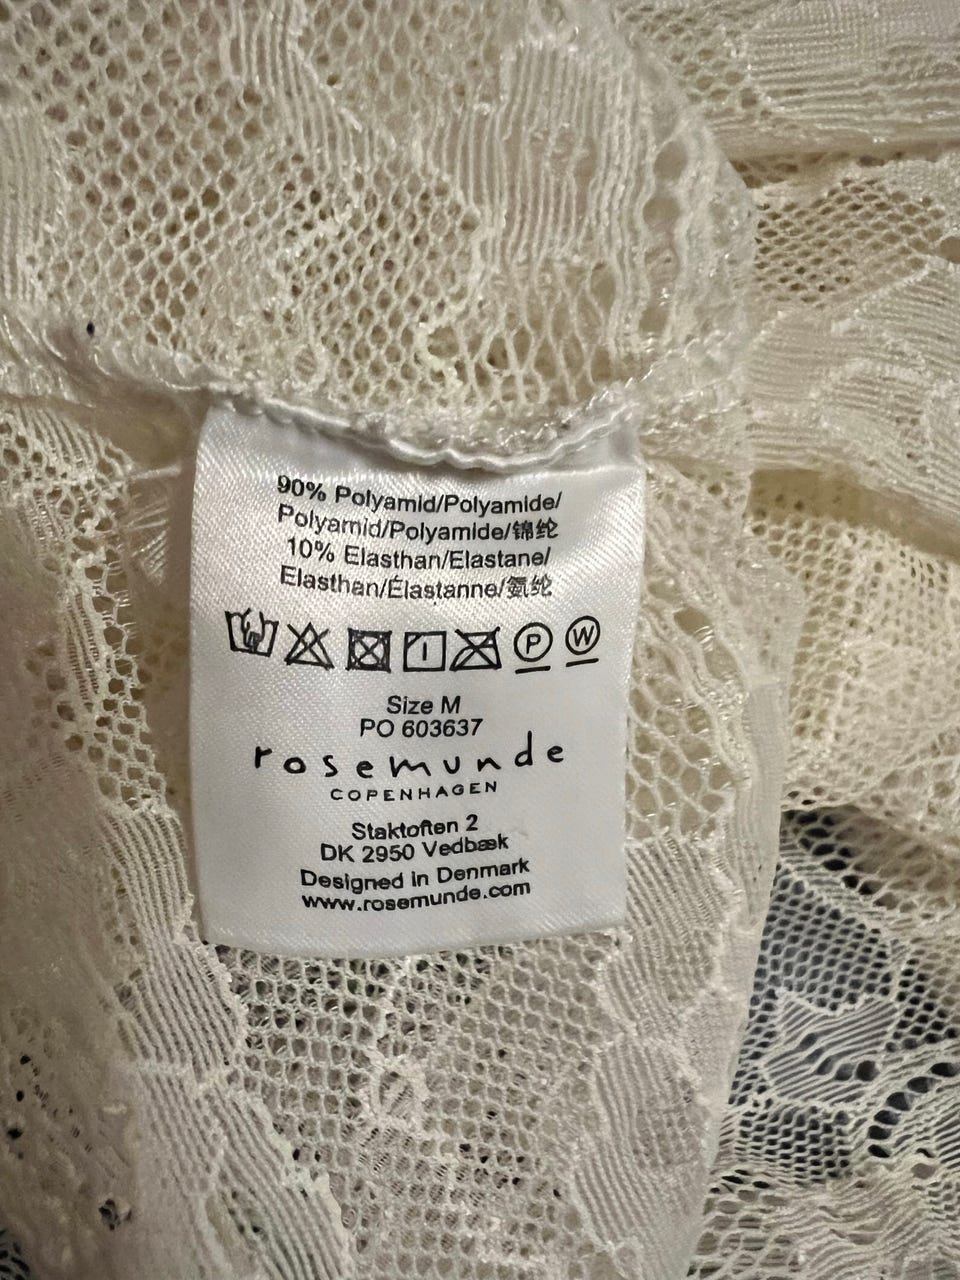 90% Polyamid/Polyamide/
Polyamid/Polyamide/锦纶
10% Elasthan/Elastane/
Elasthan/Élastanne/氨纶
P W
Size M
PO 603637
rosemunde
COPENHAGEN
Staktoften 2
DK 2950 Vedbæk
Designed in Denmark
www.rosemunde.com